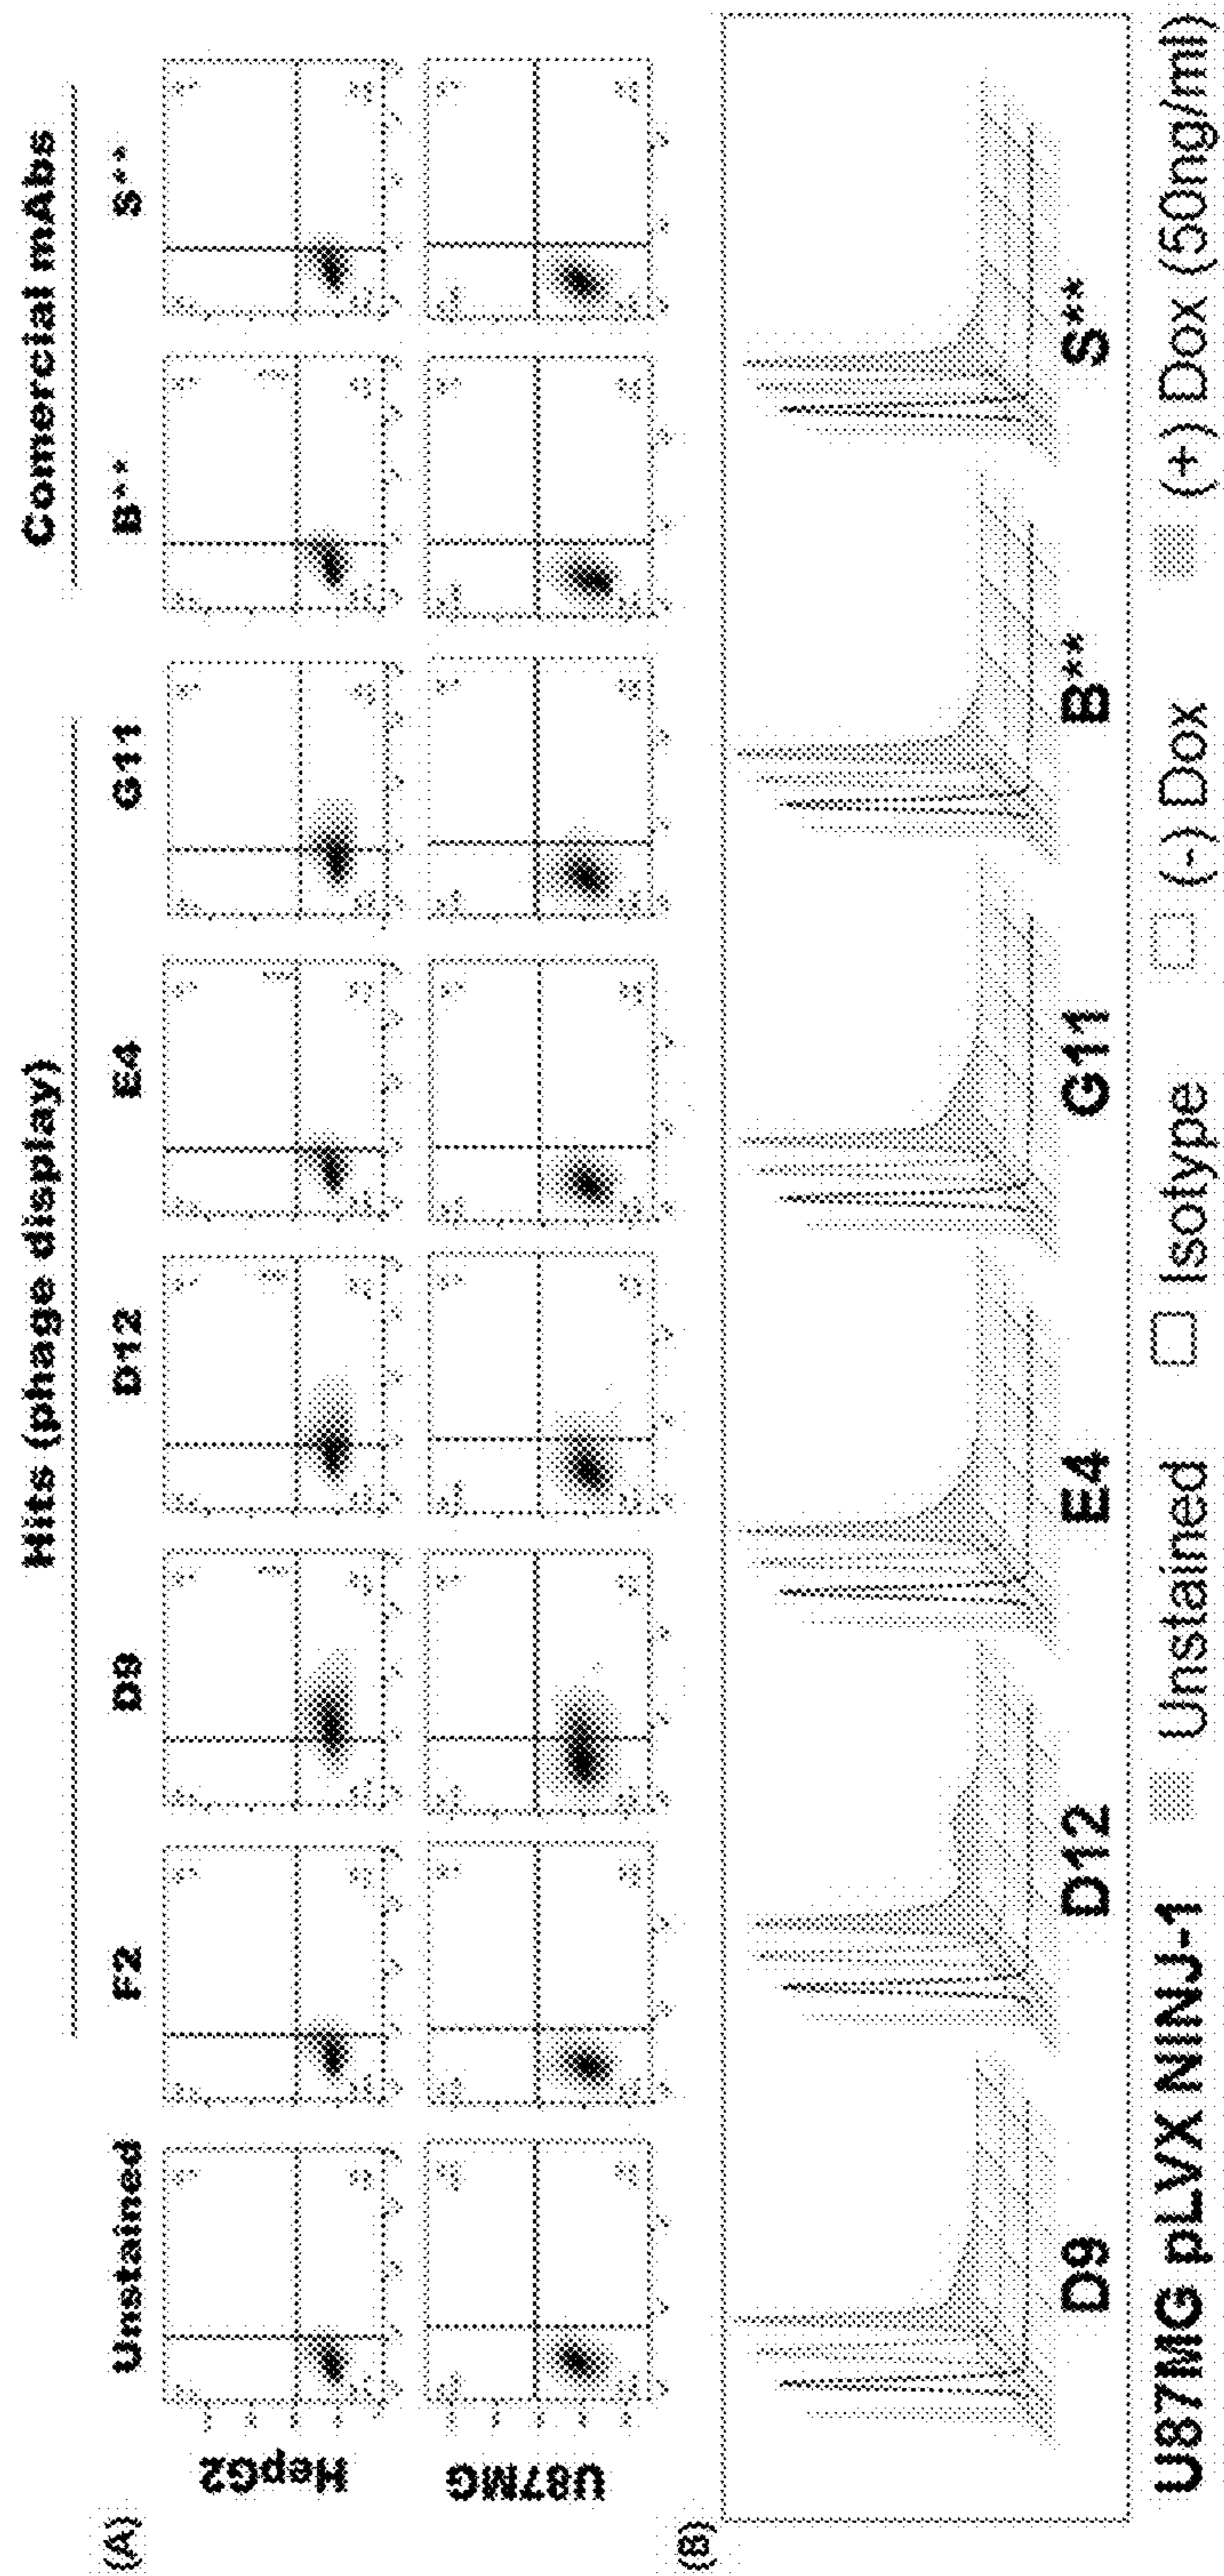 Hits (phage display)
Comercial mAbs
(A)
Unstained F2 D9 D12 E4 G11 B** S**
HepG2
U87MG
(B)
D9 D12 E4 G11 B** S**
U87MG pLVX NINJ-1 Unstained Isotype (-) Dox (+) Dox (50ng/ml)